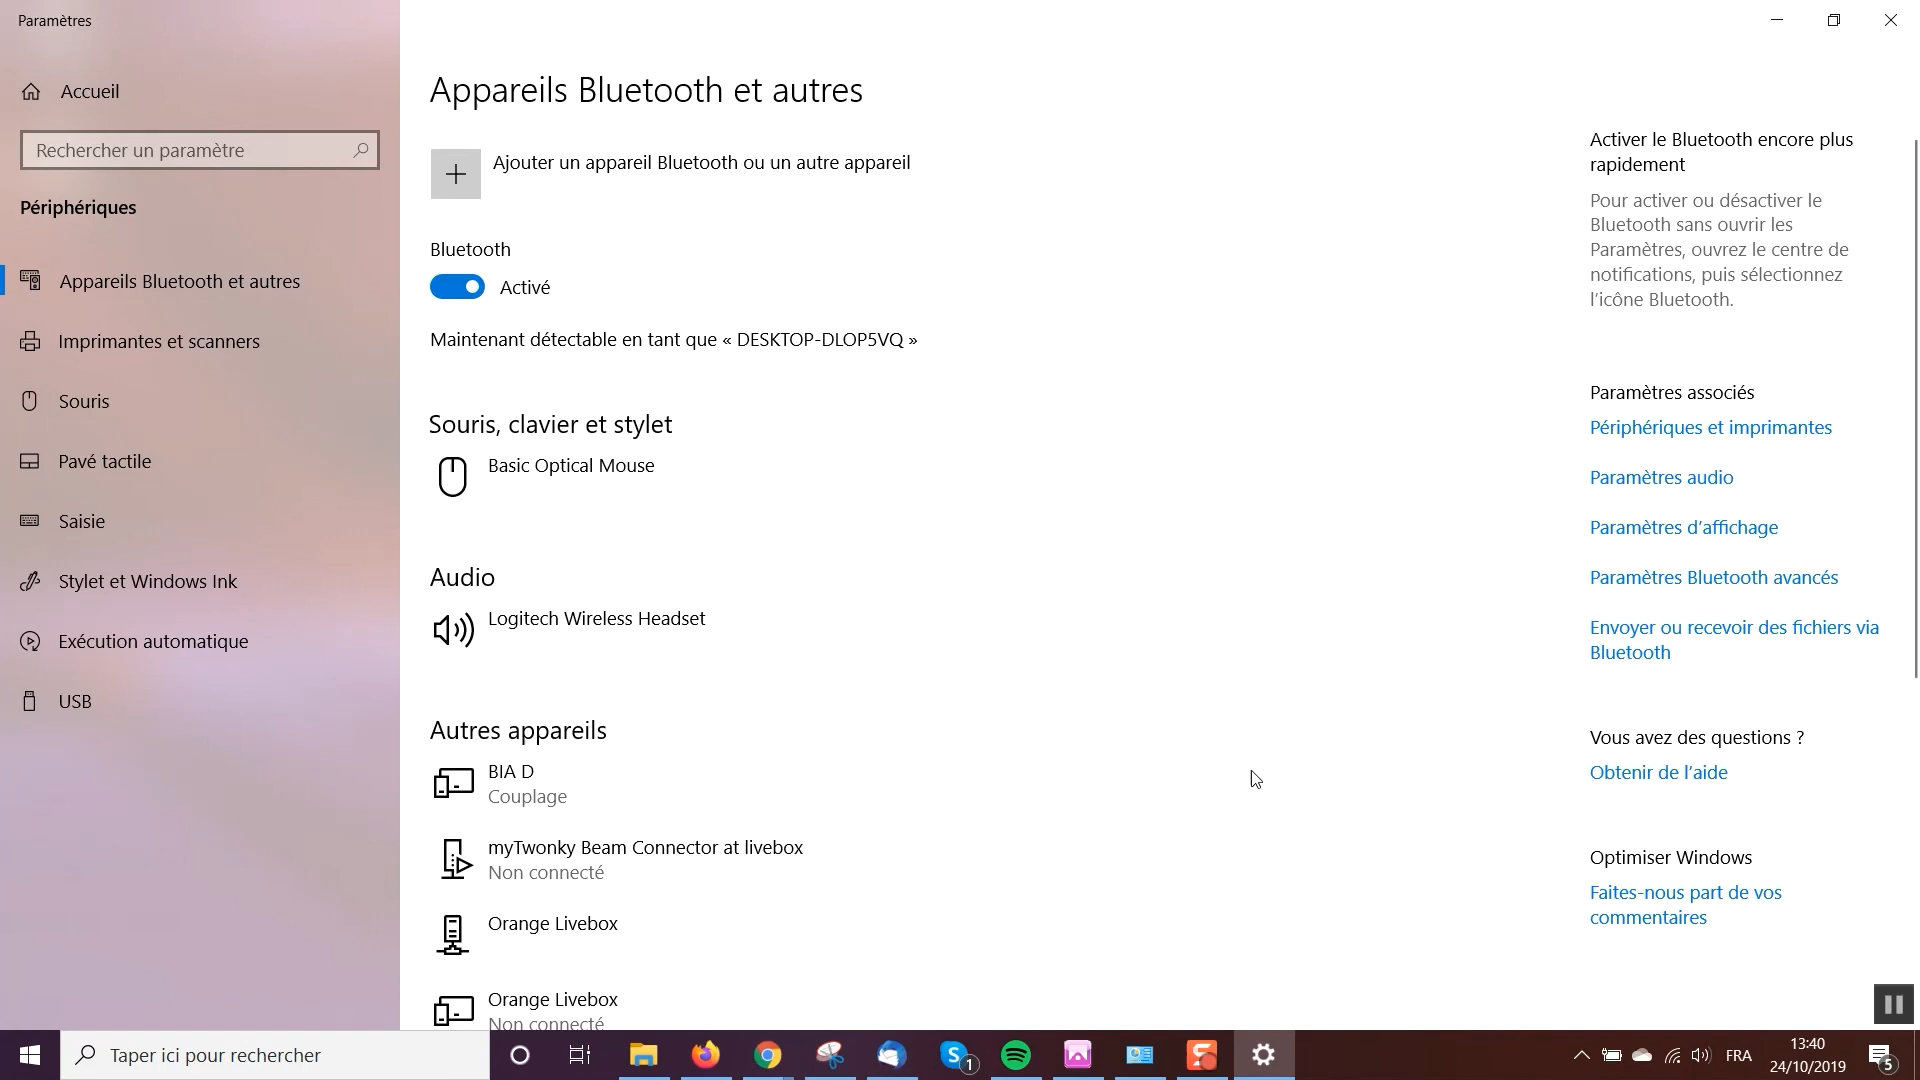 Paramètres
Accueil
Rechercher un paramètre
Périphériques
Appareils Bluetooth et autres
Imprimantes et scanners
Souris
Pavé tactile
Saisie
Stylet et Windows Ink
Exécution automatique
USB
Appareils Bluetooth et autres
Ajouter un appareil Bluetooth ou un autre appareil
Bluetooth
Activé
Maintenant détectable en tant que « DESKTOP-DLOP5VQ »
Souris, clavier et stylet
Basic Optical Mouse
Audio
Logitech Wireless Headset
Autres appareils
BIA D
Couplage
myTwonky Beam Connector at livebox
Non connecté
Orange Livebox
Orange Livebox
Non connecté
Activer le Bluetooth encore plus
rapidement
Pour activer ou désactiver le
Bluetooth sans ouvrir les
Paramètres, ouvrez le centre de
notifications, puis sélectionnez
l'icône Bluetooth.
Paramètres associés
Périphériques et imprimantes
Paramètres audio
Paramètres d'affichage
Paramètres Bluetooth avancés
Envoyer ou recevoir des fichiers via
Bluetooth
Vous avez des questions ?
Obtenir de l'aide
Optimiser Windows
Faites-nous part de vos
commentaires
Taper ici pour rechercher
S
1
S
FRA
13:40
24/10/2019
5